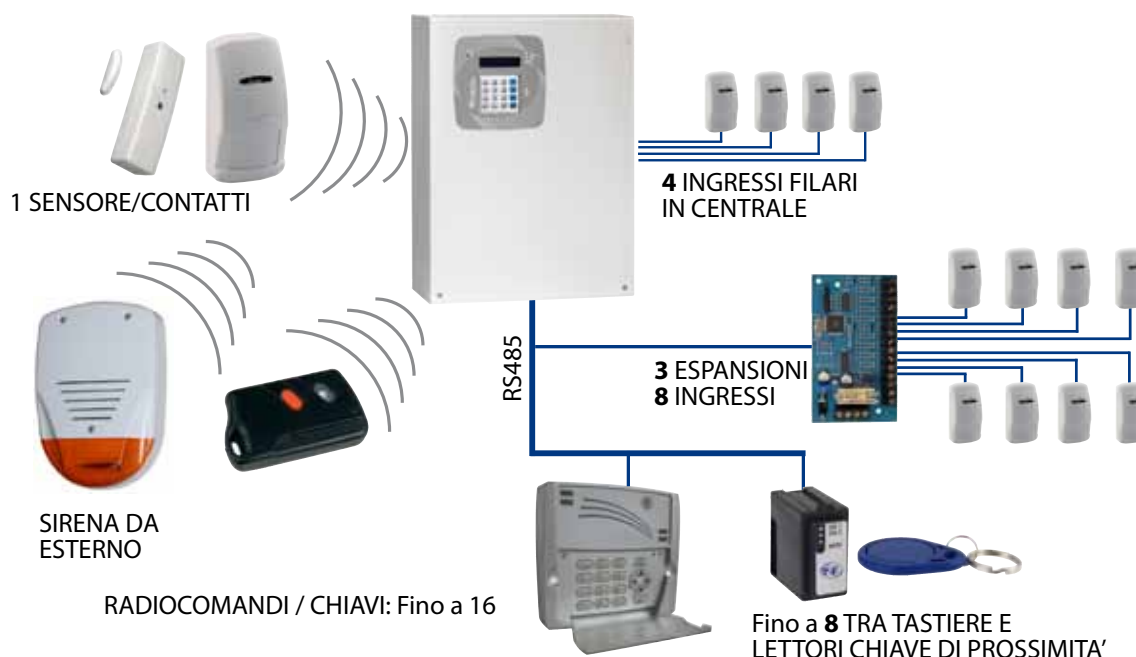 1 SENSORE/CONTATTI
4 INGRESSI FILARI
IN CENTRALE
RS485
3 ESPANSIONI
8 INGRESSI
SIRENA DA
ESTERNO
RADIOCOMANDI / CHIAVI: Fino a 16
Fino a 8 TRA TASTIERE E
LETTORI CHIAVE DI PROSSIMITA’